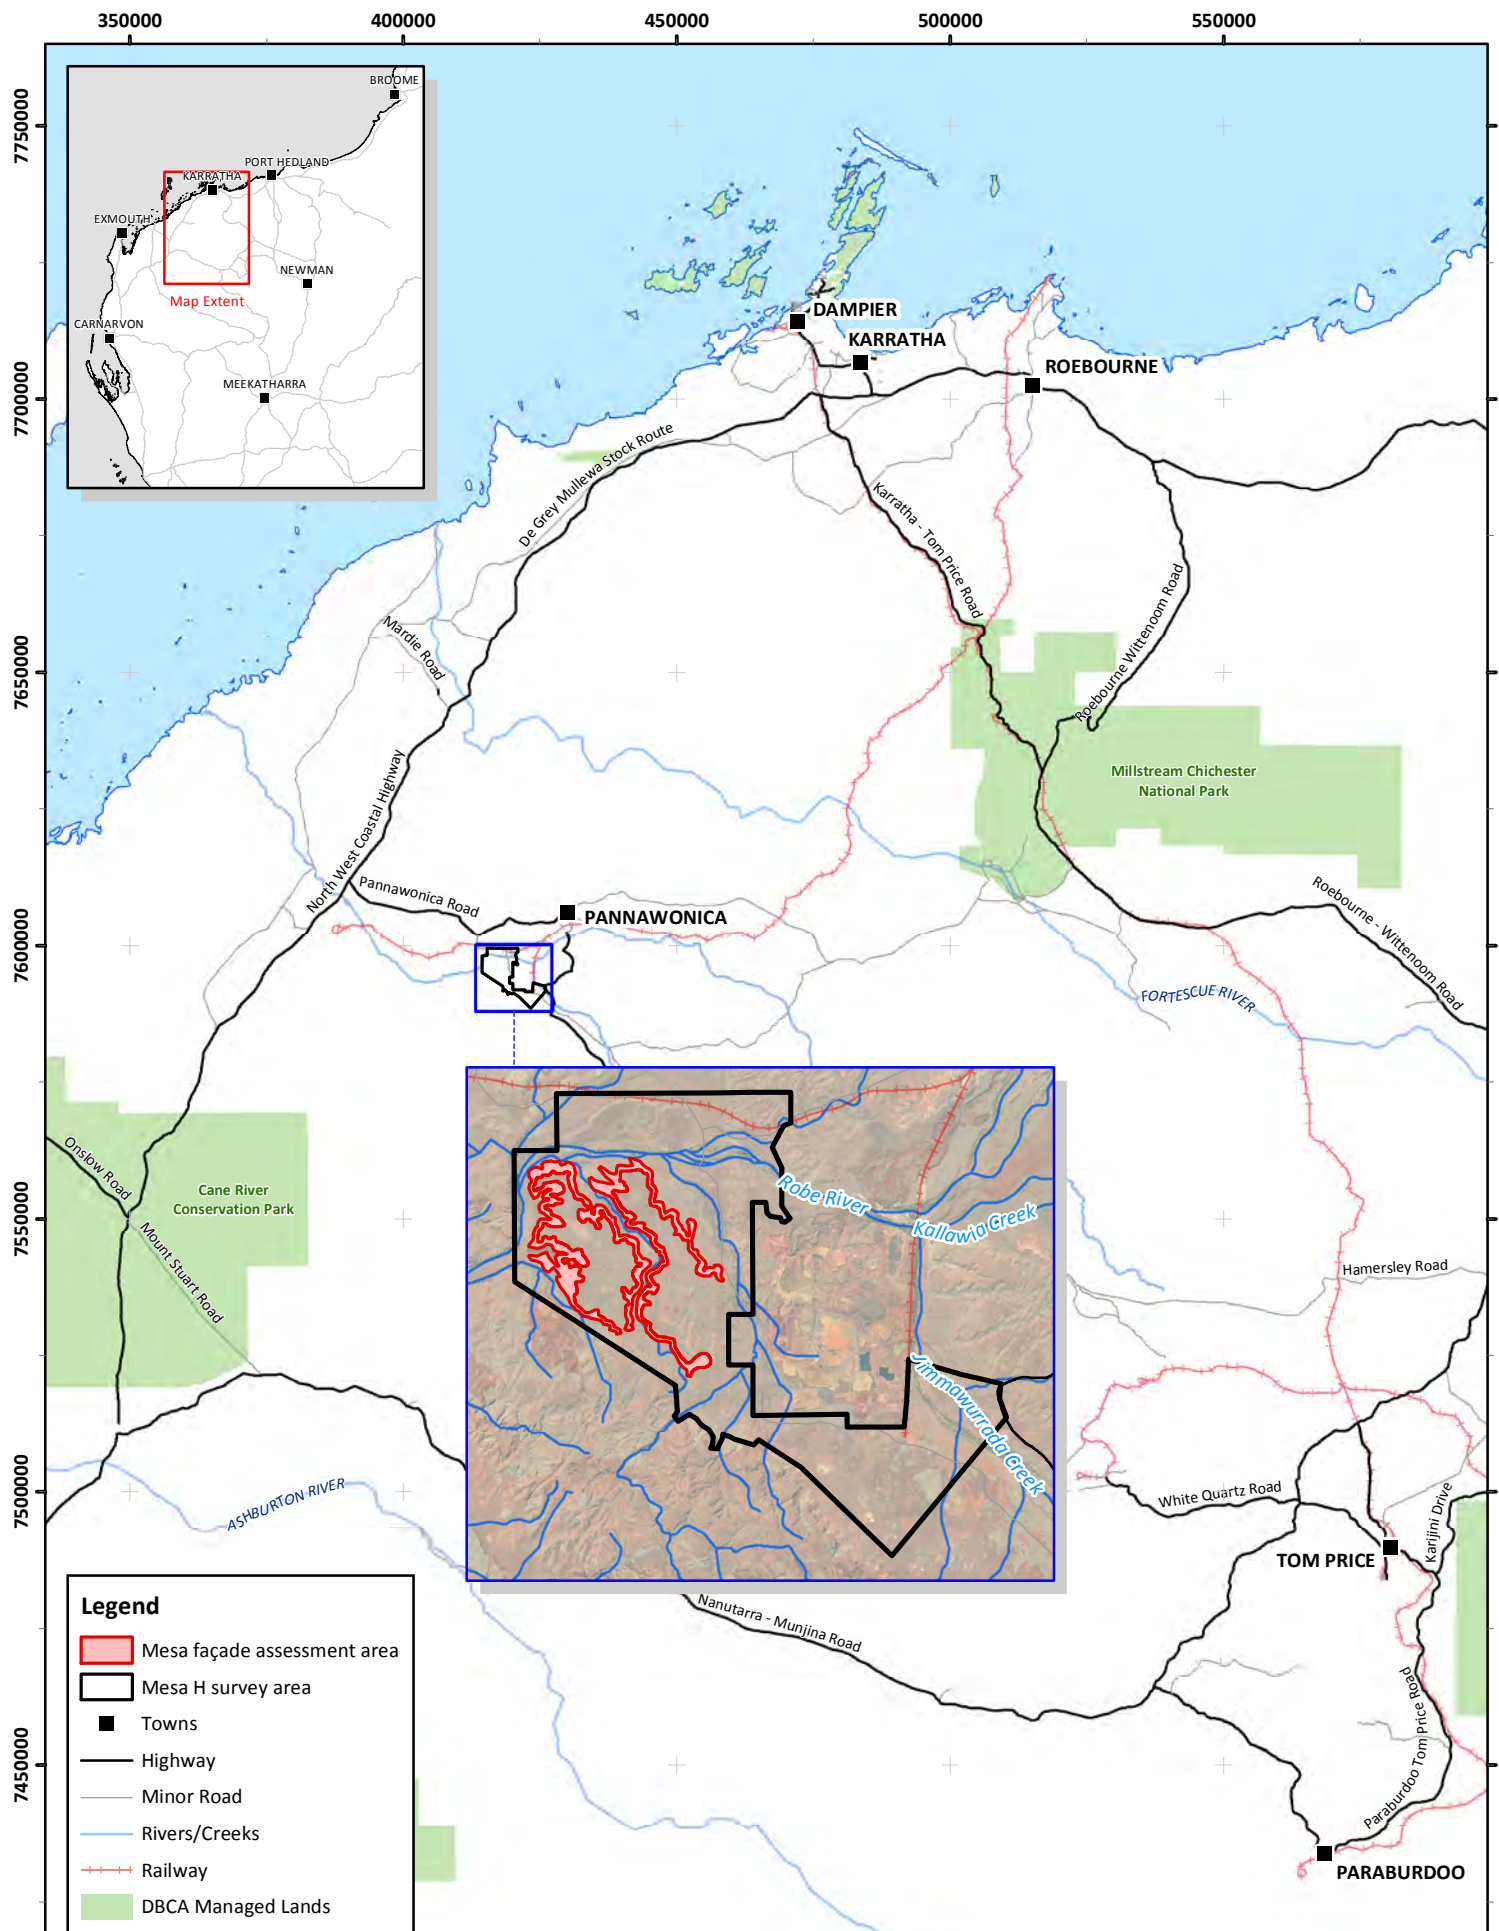 350000
400000
450000
500000
550000
7750000
7700000
7650000
7600000
7550000
7500000
7450000
BROOME
PORT HEDLAND
KARRATHA
EXMOUTH
NEWMAN
Map Extent
CARNARVON
MEEKATHARRA
DAMPIER
KARRATHA
ROEBOURNE
De Grey Mullewa Stock Route
Karratha - Tom Price Road
Roebourne Wittenoom Road
Mardie Road
North West Coastal Highway
Millstream Chichester
National Park
Pannawonica Road
PANNAWONICA
Roebourne - Wittenoom Road
FORTESCUE RIVER
Onslow Road
Cane River
Conservation Park
Mount Stuart Road
Robe River
Kallawia Creek
Jimmawurrada Creek
Hamersley Road
ASHBURTON RIVER
White Quartz Road
Karijini Drive
TOM PRICE
Nanutarra - Munjina Road
Paraburdoo Tom Price Road
PARABURDOO
Legend
Mesa façade assessment area
Mesa H survey area
Towns
Highway
Minor Road
Rivers/Creeks
Railway
DBCA Managed Lands